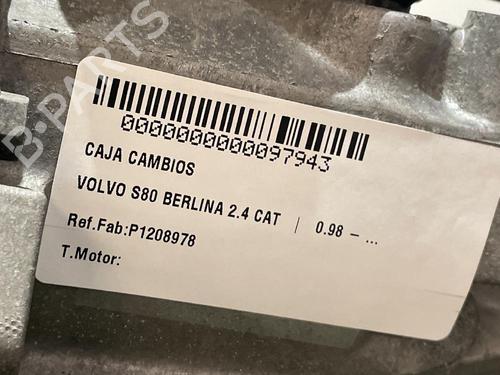 B-PARTS
0000000000097943
CAJA CAMBIOS
VOLVO S80 BERLINA 2.4 CAT | 0.98 – ...
Ref.Fab:P1208978
T.Motor: